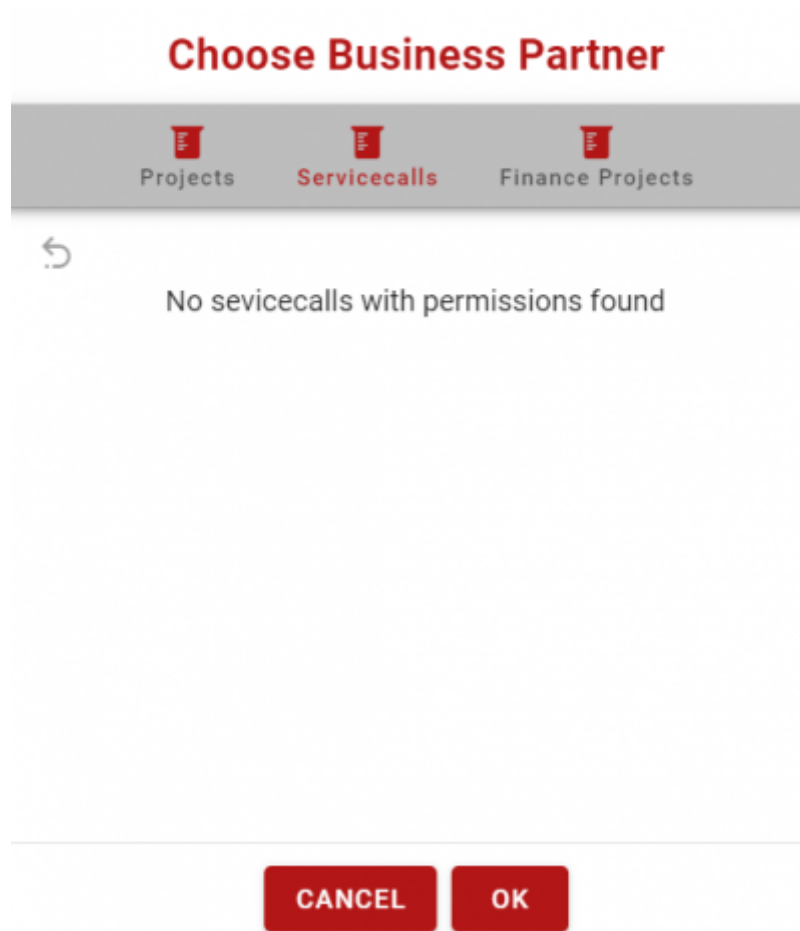 Choose Business Partner
Projects Servicecalls Finance Projects
No sevicecalls with permissions found
CANCEL OK